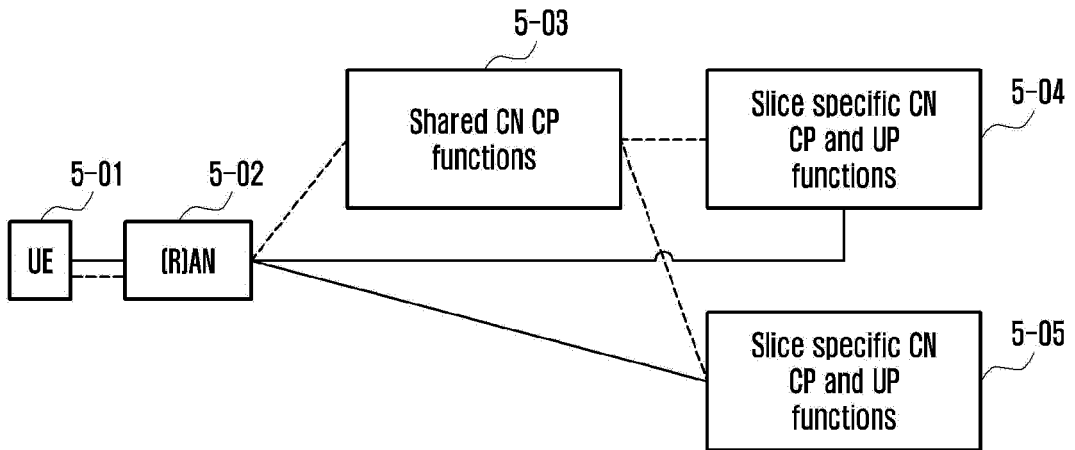 5-03
Shared CN CP
functions
5-04
Slice specific CN
CP and UP
functions
5-01
UE
5-02
(R)AN
5-05
Slice specific CN
CP and UP
functions